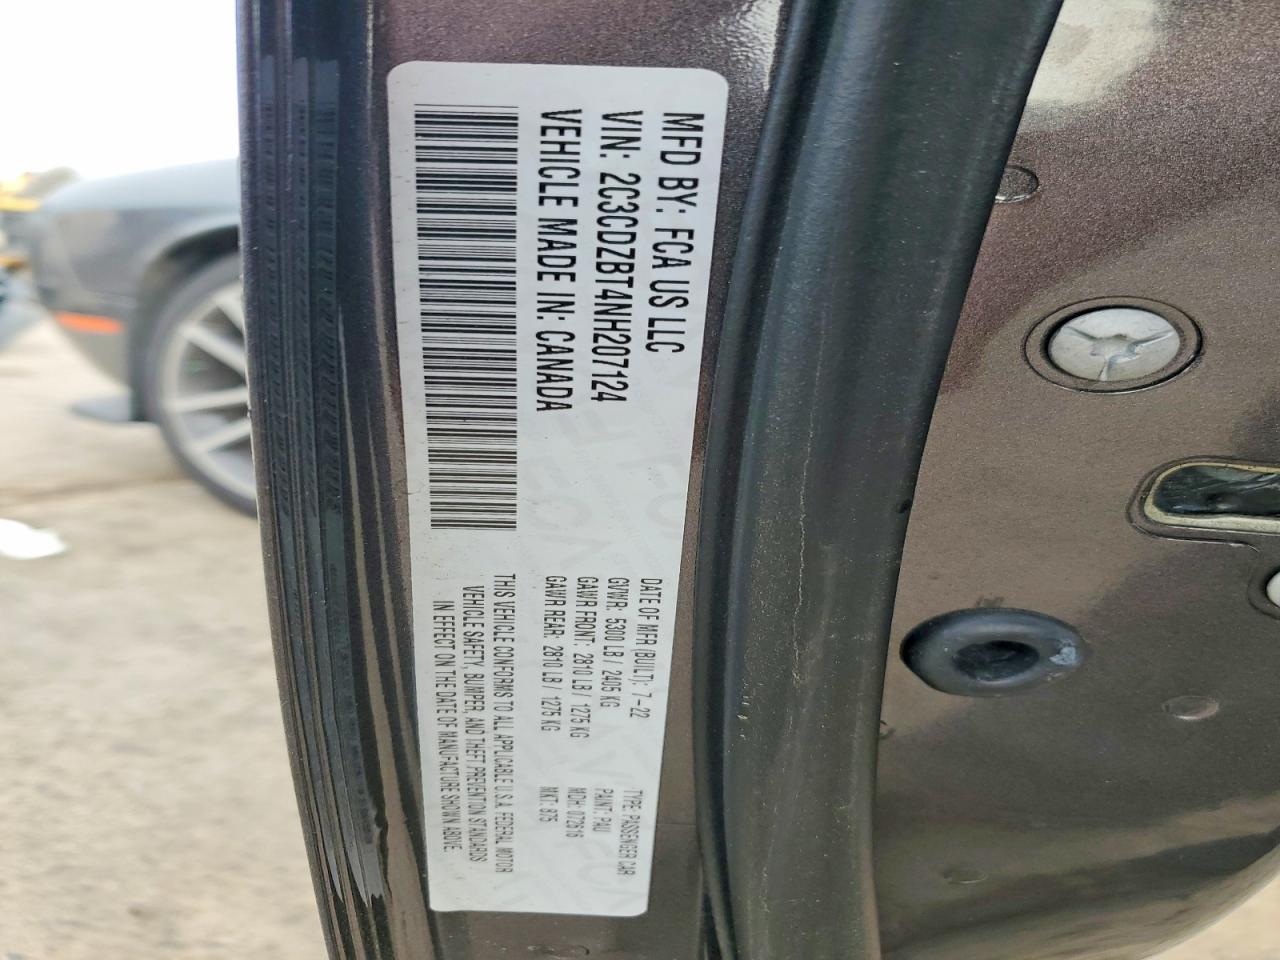 MFD BY: FCA US LLC
VIN: 2C3CDZBT4NH207124
VEHICLE MADE IN: CANADA
DATE OF MFR (BUILT): 7-22
GVWR: 5300 LB / 2405 KG
GAWR FRONT: 2810 LB / 1275 KG
GAWR REAR: 2810 LB / 1275 KG
TYPE: PASSENGER CAR
PAINT: PAU
MDH: 072616
MKT: 875
THIS VEHICLE CONFORMS TO ALL APPLICABLE U.S.A. FEDERAL MOTOR
VEHICLE SAFETY, BUMPER, AND THEFT PREVENTION STANDARDS
IN EFFECT ON THE DATE OF MANUFACTURE SHOWN ABOVE.